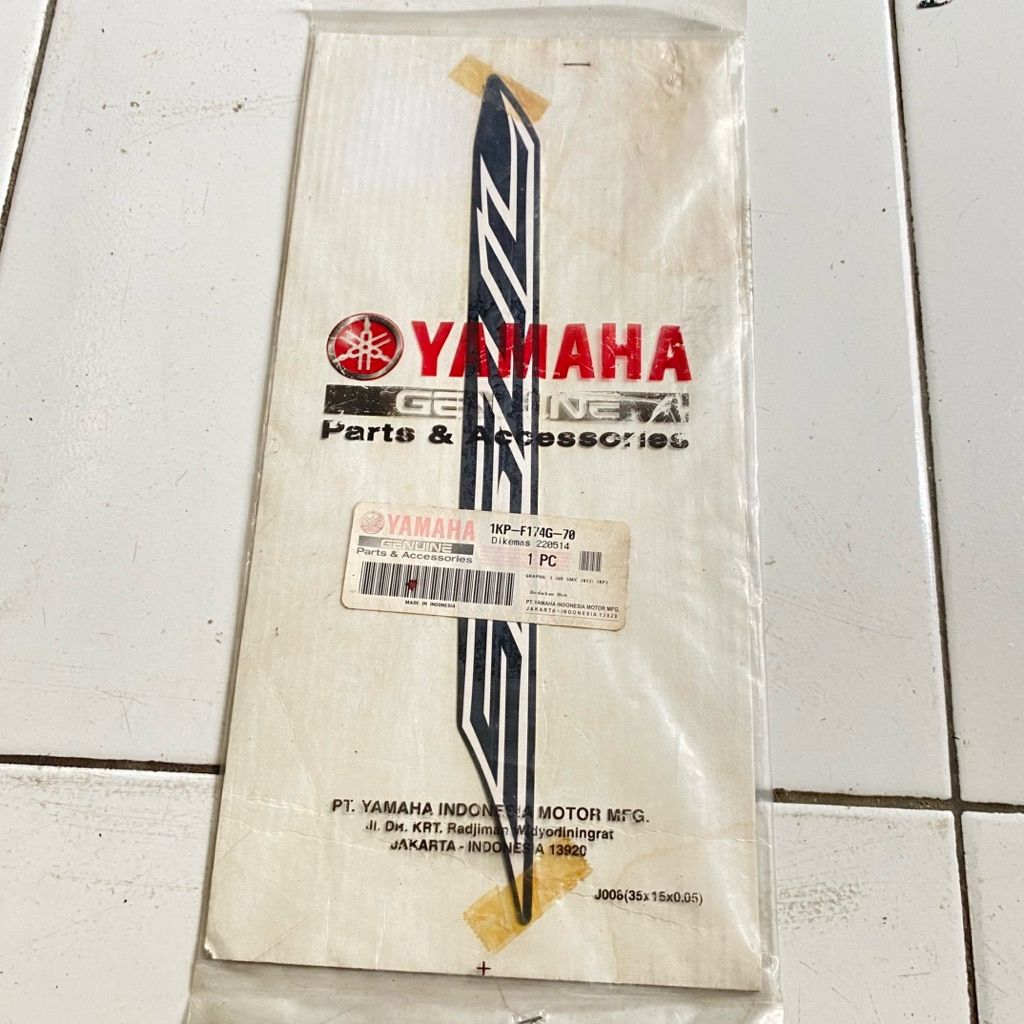 YAMAHA
GENUINE
Parts & Accessories
YAMAHA
GENUINE
Parts & Accessories
MADE IN INDONESIA
1KP-F174G-70
Dikemas 220514
1 PC
PT. YAMAHA INDONESIA MOTOR MFG.
JAKARTA - INDONESIA 13920
PT. YAMAHA INDONESIA MOTOR MFG.
Jl. DR. KRT. Radjiman Widyodiningrat
JAKARTA - INDONESIA 13920
J006(35x15x0.05)